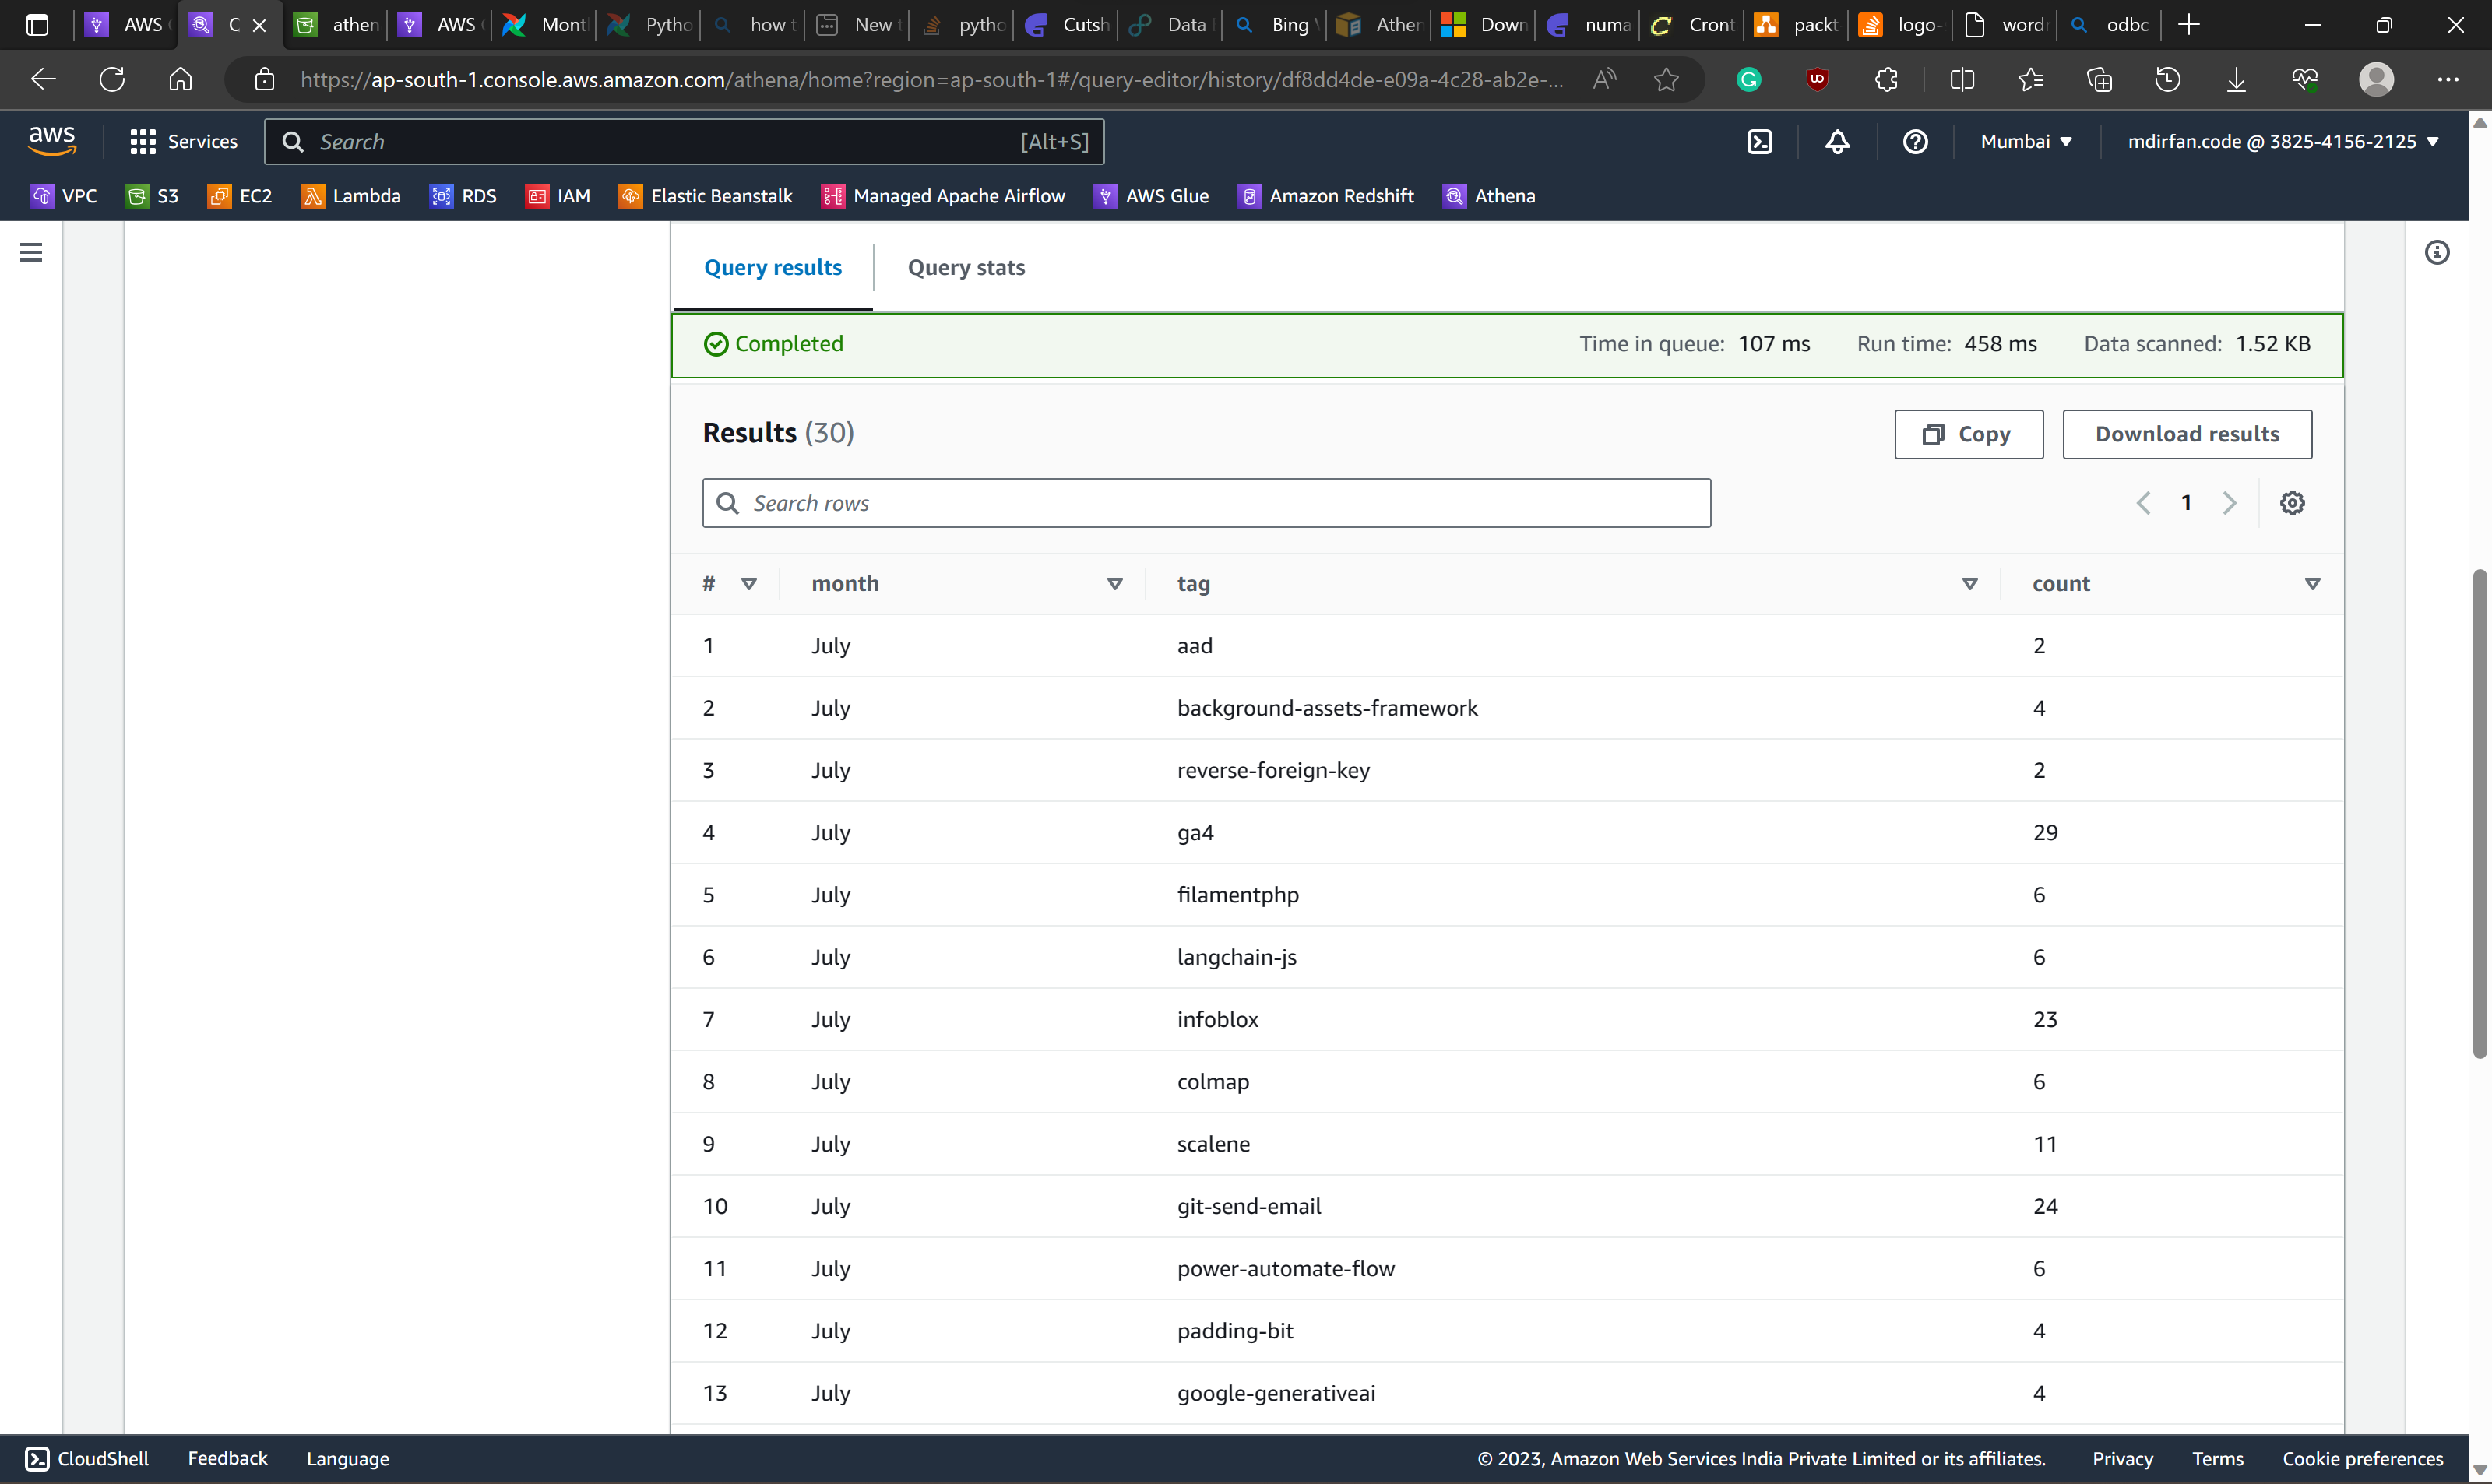 AWS C AWS Mont Pytho how t New t pytho Cutsh Data Bing Athen Down numa Cront packt logo- word odbc
https://ap-south-1.console.aws.amazon.com/athena/home?region=ap-south-1#/query-editor/history/df8dd4de-e09a-4c28-ab2e-...
aws Services Search [Alt+S] Mumbai mdirfan.code @ 3825-4156-2125
VPC S3 EC2 Lambda RDS IAM Elastic Beanstalk Managed Apache Airflow AWS Glue Amazon Redshift Athena
Query results Query stats
Completed Time in queue: 107 ms Run time: 458 ms Data scanned: 1.52 KB
Results (30) Copy Download results
Search rows 1
# month tag count
1 July aad 2
2 July background-assets-framework 4
3 July reverse-foreign-key 2
4 July ga4 29
5 July filamentphp 6
6 July langchain-js 6
7 July infoblox 23
8 July colmap 6
9 July scalene 11
10 July git-send-email 24
11 July power-automate-flow 6
12 July padding-bit 4
13 July google-generativeai 4
CloudShell Feedback Language © 2023, Amazon Web Services India Private Limited or its affiliates. Privacy Terms Cookie preferences